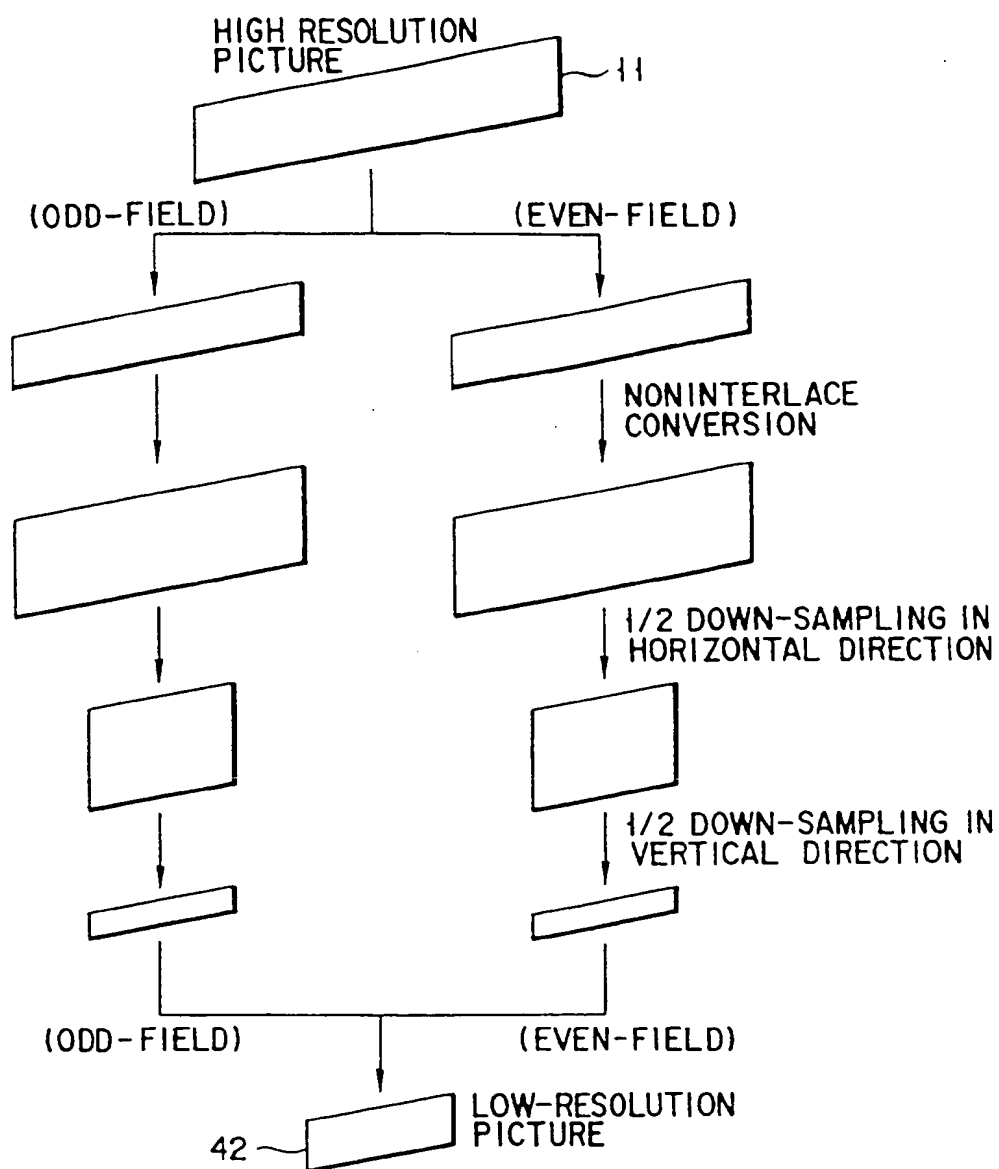 HIGH RESOLUTION
PICTURE
11
(ODD-FIELD)
(EVEN-FIELD)
NONINTERLACE
CONVERSION
1/2 DOWN-SAMPLING IN
HORIZONTAL DIRECTION
1/2 DOWN-SAMPLING IN
VERTICAL DIRECTION
(ODD-FIELD)
(EVEN-FIELD)
LOW-RESOLUTION
PICTURE
42